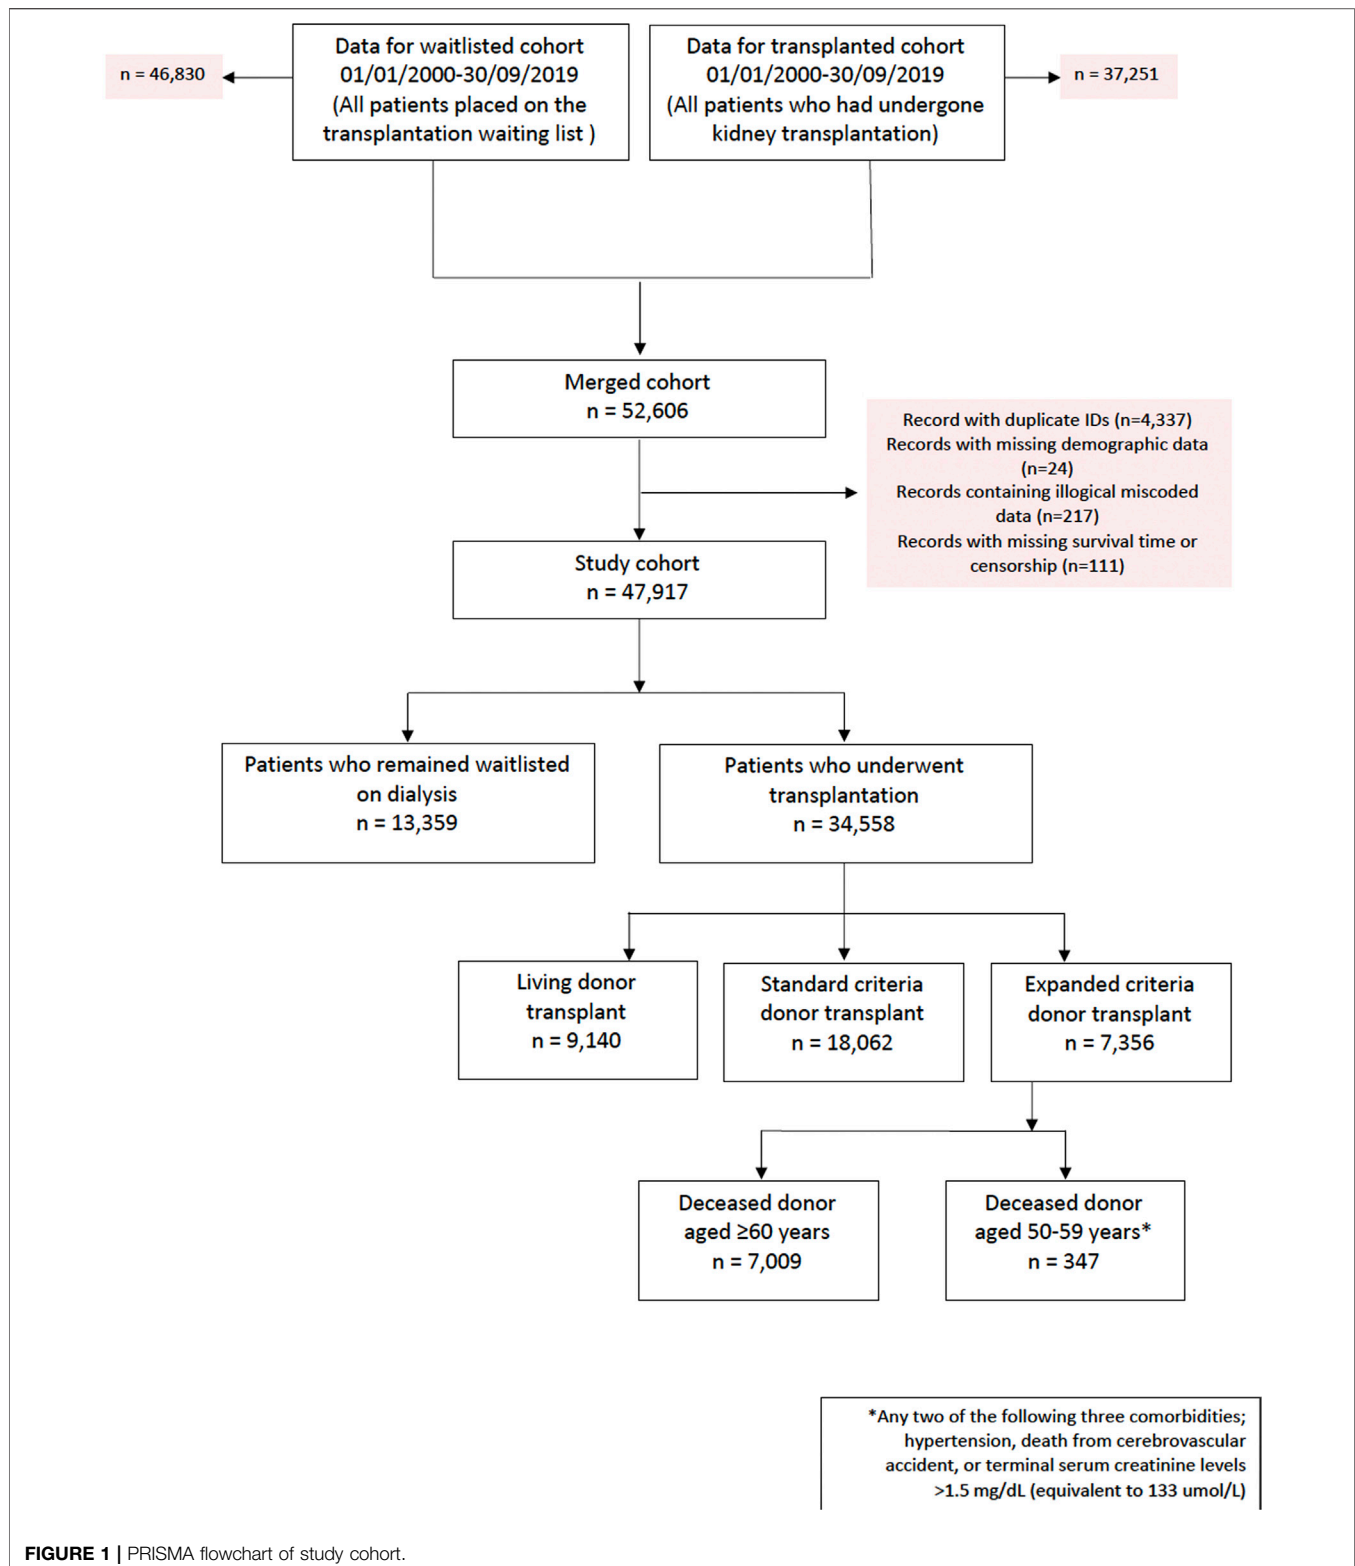 n = 46,830
Data for waitlisted cohort
01/01/2000-30/09/2019
(All patients placed on the
transplantation waiting list )
Data for transplanted cohort
01/01/2000-30/09/2019
(All patients who had undergone
kidney transplantation)
n = 37,251
Merged cohort
n = 52,606
Record with duplicate IDs (n=4,337)
Records with missing demographic data
(n=24)
Records containing illogical miscoded
data (n=217)
Records with missing survival time or
censorship (n=111)
Study cohort
n = 47,917
Patients who remained waitlisted
on dialysis
n = 13,359
Patients who underwent
transplantation
n = 34,558
Living donor
transplant
n = 9,140
Standard criteria
donor transplant
n = 18,062
Expanded criteria
donor transplant
n = 7,356
Deceased donor
aged ≥60 years
n = 7,009
Deceased donor
aged 50-59 years*
n = 347
*Any two of the following three comorbidities;
hypertension, death from cerebrovascular
accident, or terminal serum creatinine levels
>1.5 mg/dL (equivalent to 133 umol/L)
FIGURE 1 | PRISMA flowchart of study cohort.